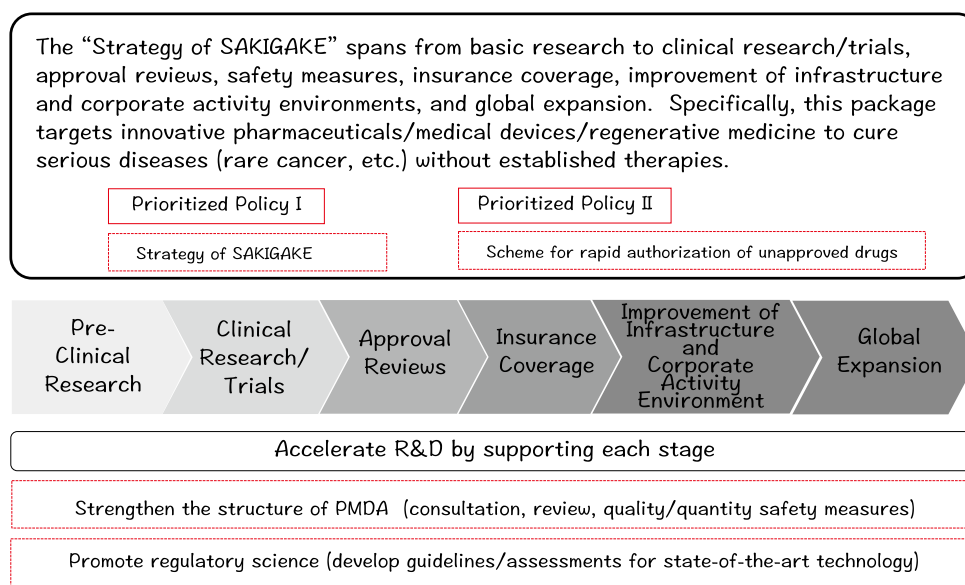 The “Strategy of SAKIGAKE” spans from basic research to clinical research/trials,
approval reviews, safety measures, insurance coverage, improvement of infrastructure
and corporate activity environments, and global expansion.  Specifically, this package
targets innovative pharmaceuticals/medical devices/regenerative medicine to cure
serious diseases (rare cancer, etc.) without established therapies.
Prioritized Policy Ⅰ
Prioritized Policy Ⅱ
Strategy of SAKIGAKE
Scheme for rapid authorization of unapproved drugs
Pre-
Clinical
Research
Clinical
Research/
Trials
Approval
Reviews
Insurance
Coverage
Improvement of
Infrastructure
and
Corporate
Activity
Environment
Global
Expansion
Accelerate R&D by supporting each stage
Strengthen the structure of PMDA  (consultation, review, quality/quantity safety measures)
Promote regulatory science (develop guidelines/assessments for state-of-the-art technology)